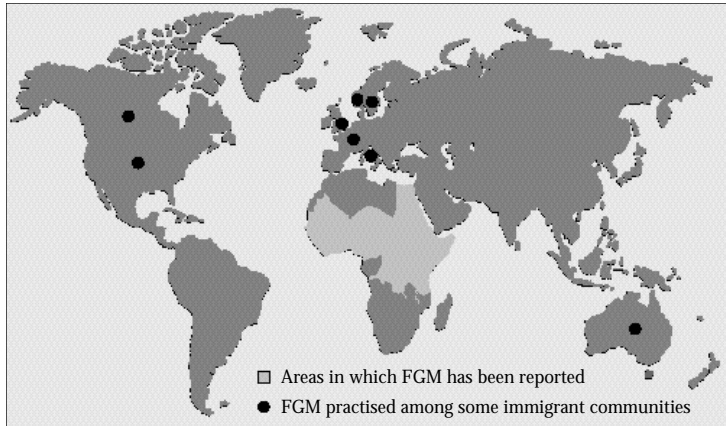 Areas in which FGM has been reported
FGM practised among some immigrant communities